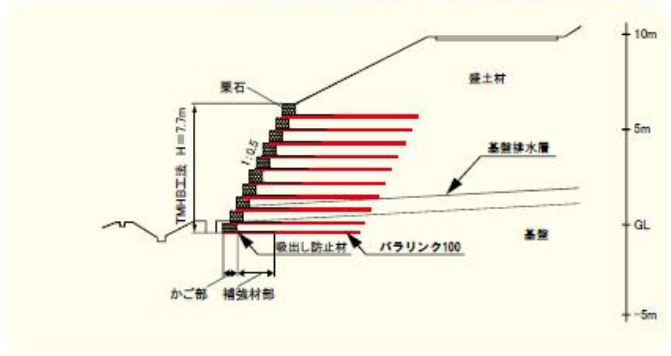 10m
栗石
盛土材
TMHB工法 H=7.7m
1:0.5
5m
基盤排水層
GL
基盤
吸出し防止材
パラリンク100
かご部
補強材部
-5m